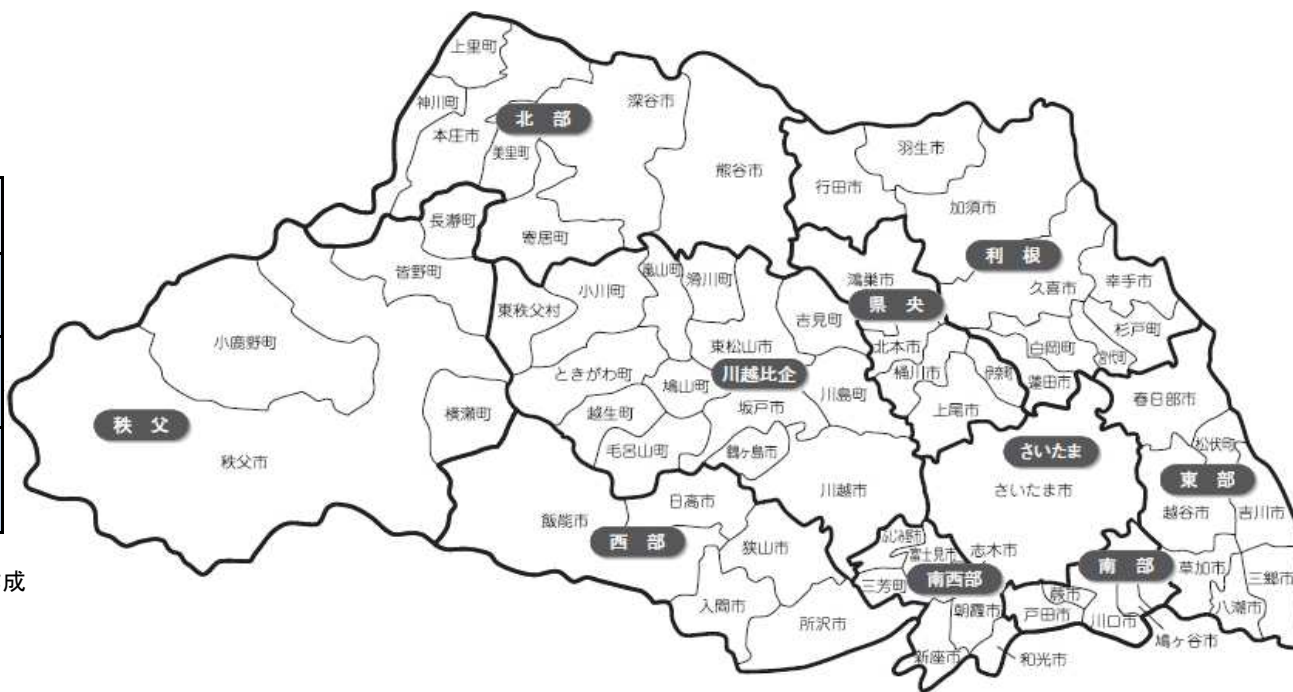 上里町
神川町
本庄市
北部
美里町
深谷市
熊谷市
寄居町
長瀞町
皆野町
小鹿野町
秩父
秩父市
横瀬町
東秩父村
小川町
嵐山町
滑川町
吉見町
東松山市
川越比企
ときがわ町
鳩山町
川島町
越生町
坂戸市
毛呂山町
鶴ヶ島市
川越市
行田市
羽生市
加須市
利根
久喜市
幸手市
杉戸町
宮代町
白岡町
蓮田市
鴻巣市
県央
北本市
桶川市
伊奈町
上尾市
さいたま
さいたま市
春日部市
松伏町
東部
越谷市
吉川市
草加市
三郷市
八潮市
飯能市
日高市
西部
狭山市
入間市
所沢市
ふじみ野市
富士見市
志木市
三芳町
南西部
朝霞市
新座市
和光市
南部
蕨市
戸田市
川口市
鳩ヶ谷市
成